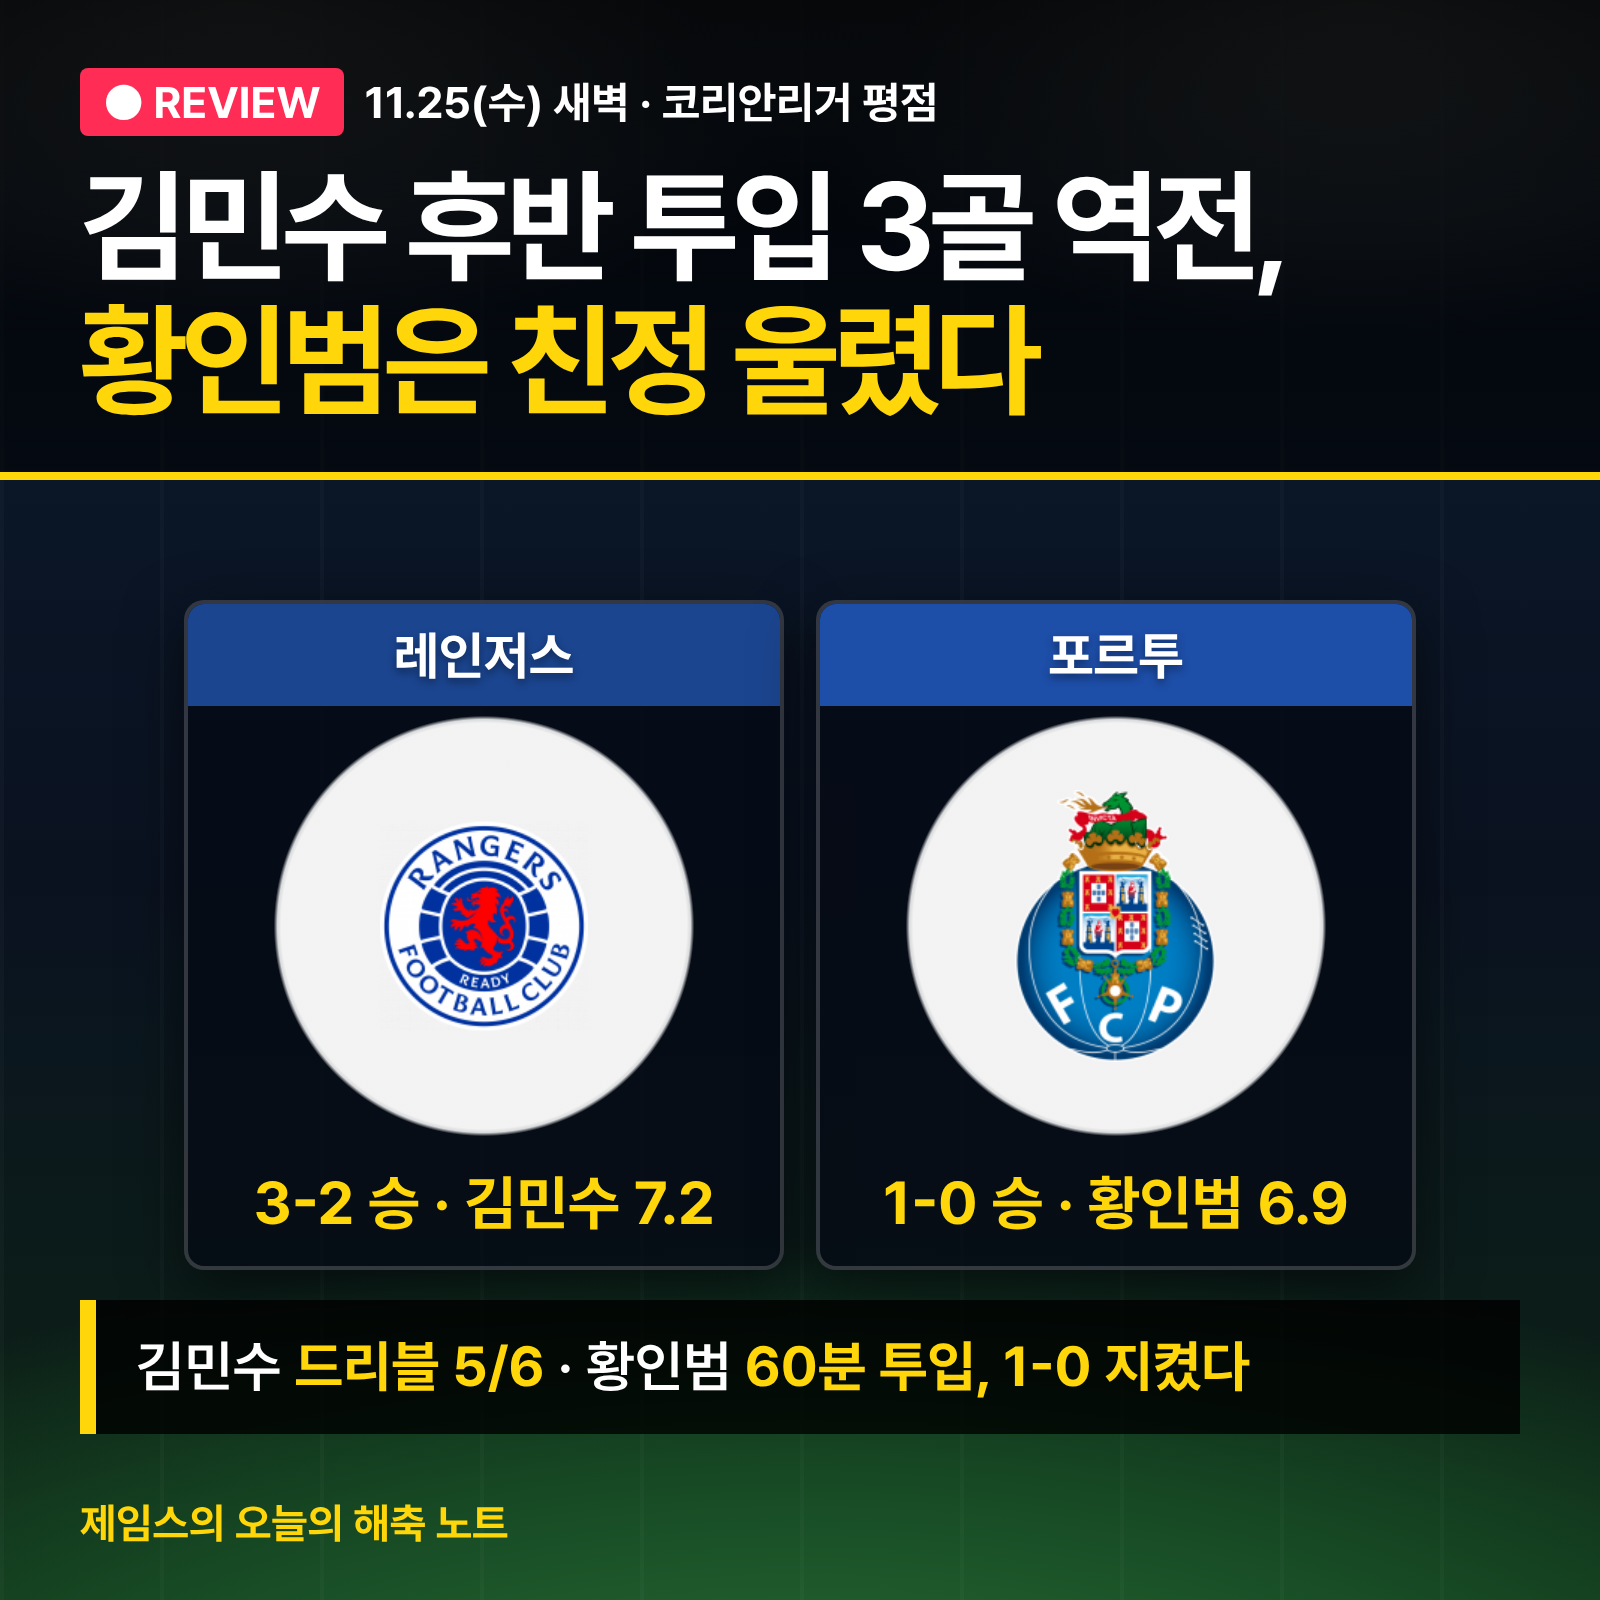 REVIEW 11.25(수) 새벽 · 코리안리거 평점
김민수 후반 투입 3골 역전,
황인범은 친정 울렸다
레인저스
RANGERS
READY
FOOTBALL CLUB
3-2 승 · 김민수 7.2
포르투
INVICTA
F C P
1-0 승 · 황인범 6.9
김민수 드리블 5/6 · 황인범 60분 투입, 1-0 지켰다
제임스의 오늘의 해축 노트